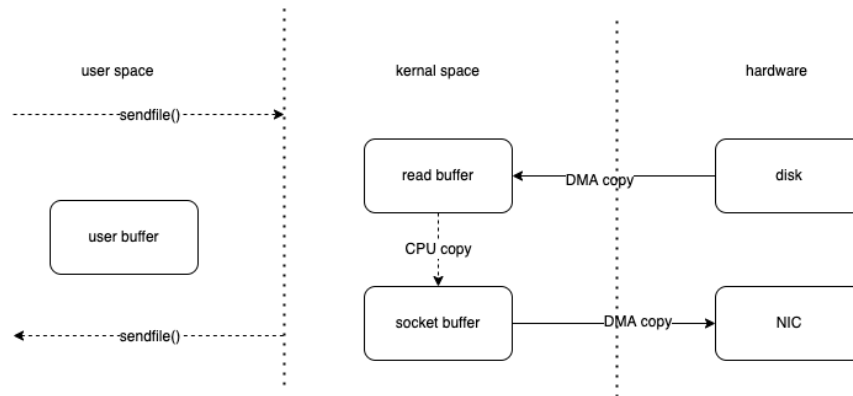 user space
kernal space
hardware
sendfile()
read buffer
DMA copy
disk
user buffer
CPU copy
sendfile()
socket buffer
DMA copy
NIC